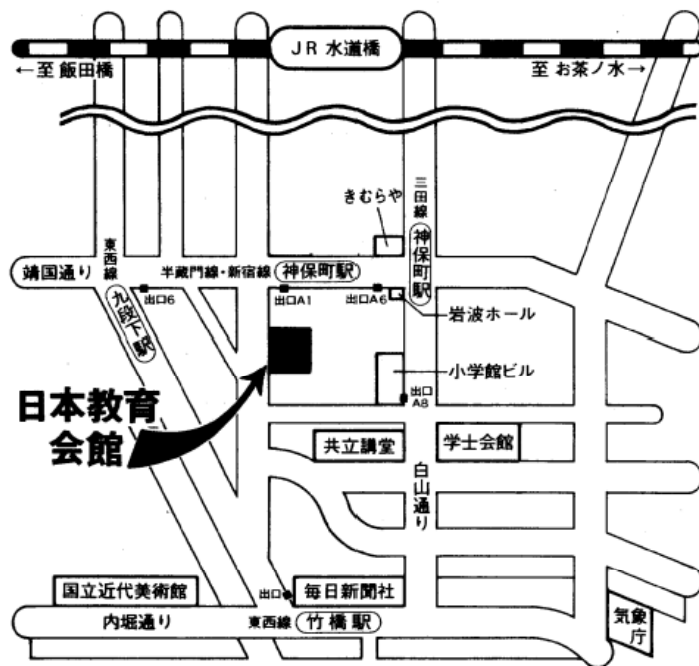 JR 水道橋
←至 飯田橋
至 お茶ノ水→
きむらや
三田線
神保町駅
東西線
九段下駅
靖国通り
半蔵門線・新宿線
神保町駅
出口6
出口A1
出口A6
岩波ホール
小学館ビル
出口
A8
日本教育
会館
共立講堂
学士会館
白山通り
国立近代美術館
出口
毎日新聞社
内堀通り
東西線
竹橋駅
気象
庁